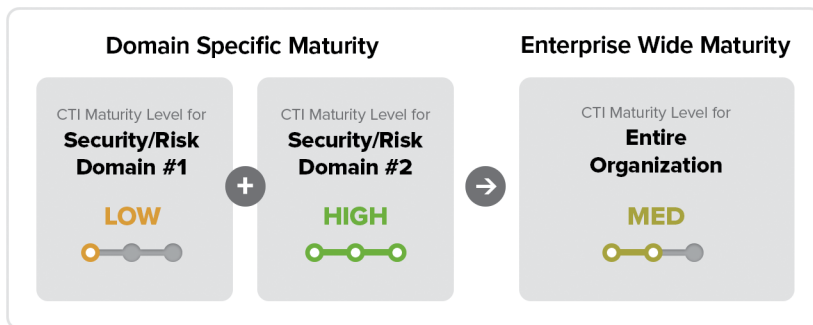 Domain Specific Maturity
CTI Maturity Level for
Security/Risk
Domain #1
LOW
+
CTI Maturity Level for
Security/Risk
Domain #2
HIGH
→
Enterprise Wide Maturity
CTI Maturity Level for
Entire
Organization
MED